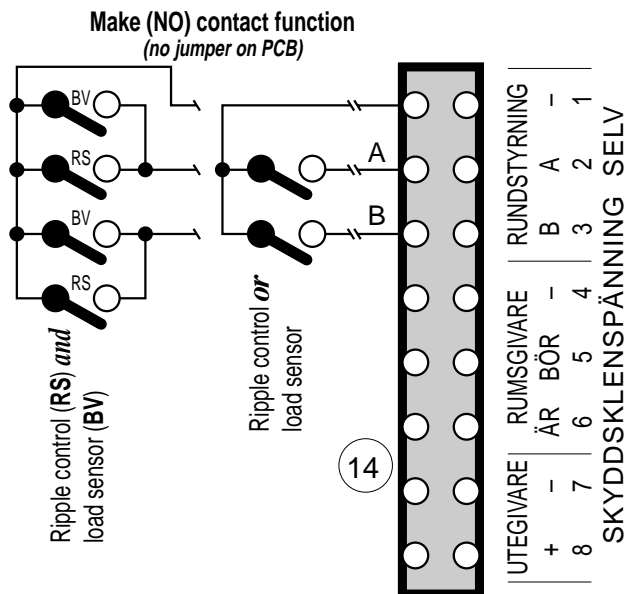 Make (NO) contact function
(no jumper on PCB)
BV
RS
BV
RS
A
B
Ripple control (RS) and
load sensor (BV)
Ripple control or
load sensor
14
RUNDSTYRNING
B A –
3 2 1
RUMSGIVARE
ÄR BÖR –
6 5 4
UTEGIVARE
+ –
8 7
SKYDDSKLENSPÄNNING SELV